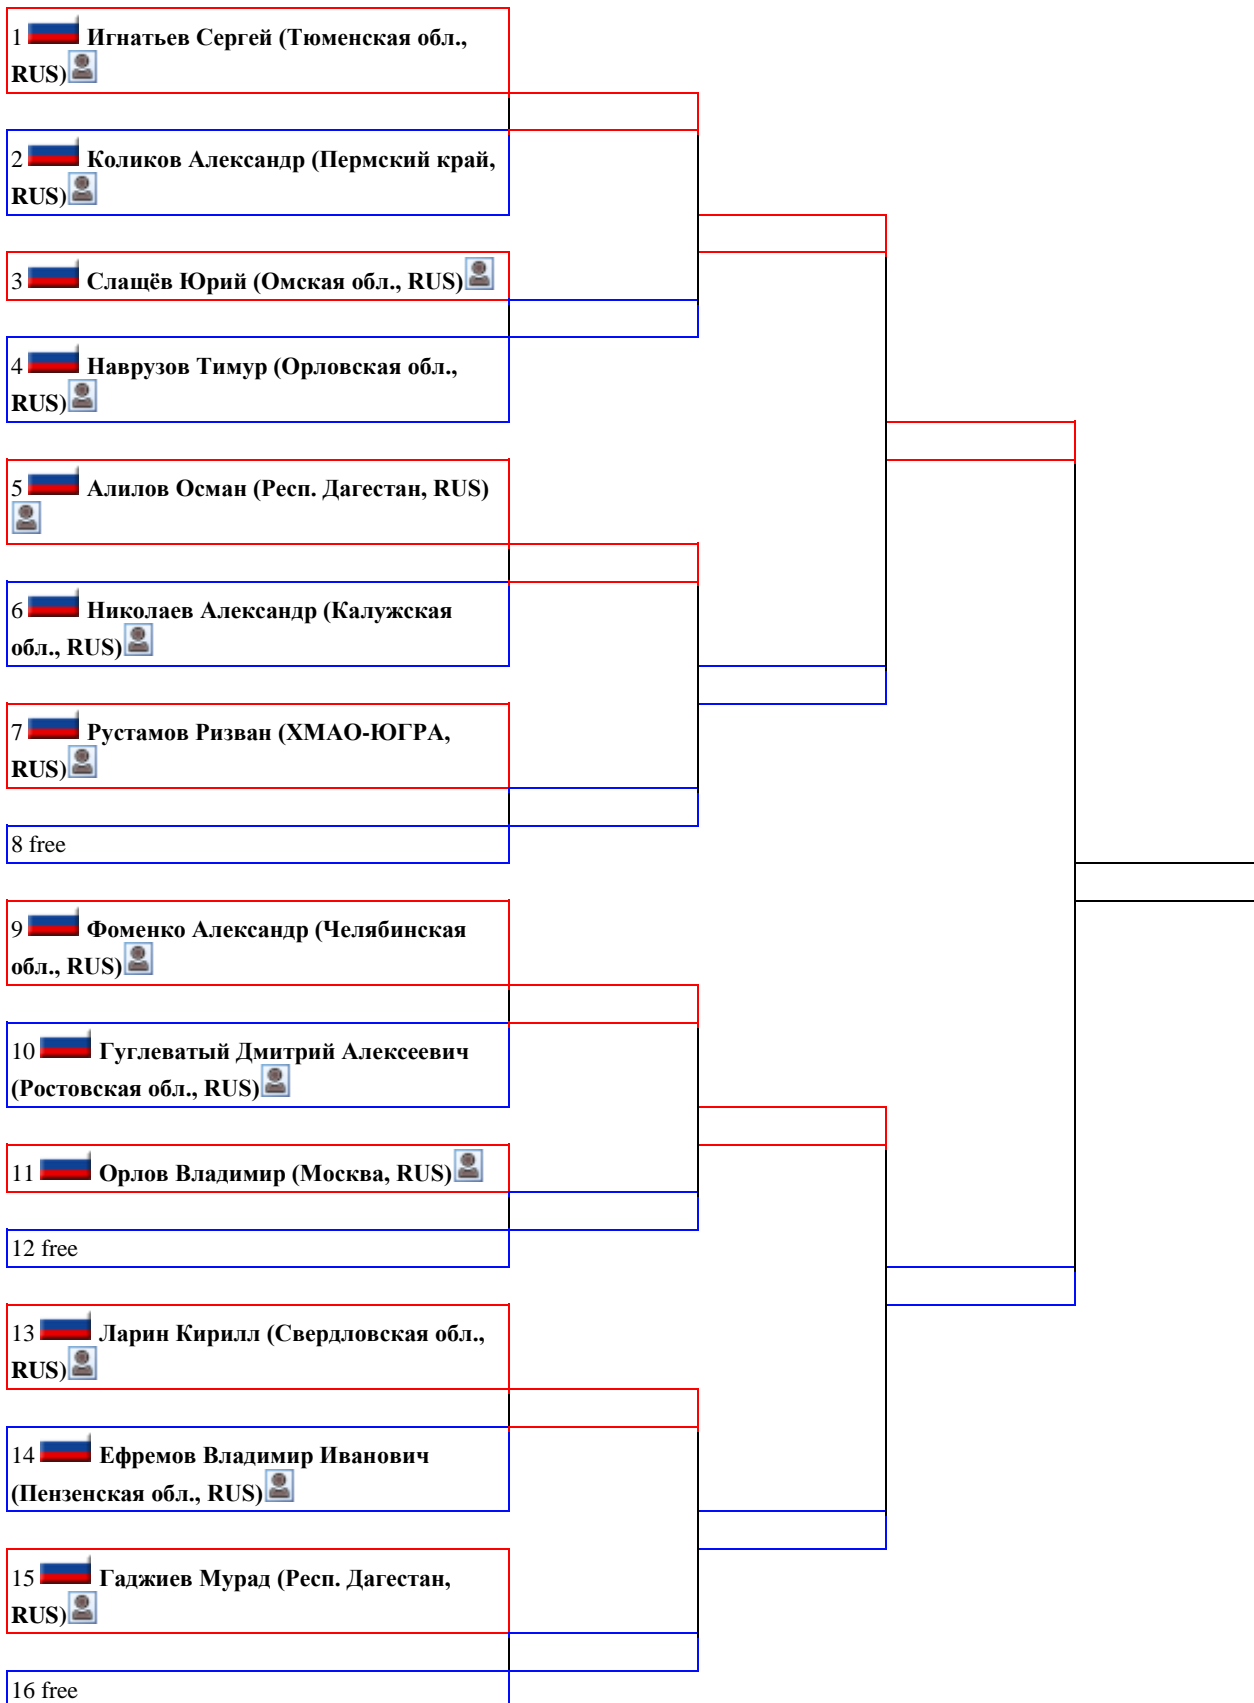 1 Игнатьев Сергей (Тюменская обл.,
RUS)
2 Коликов Александр (Пермский край,
RUS)
3 Слащёв Юрий (Омская обл., RUS)
4 Наврузов Тимур (Орловская обл.,
RUS)
5 Алилов Осман (Респ. Дагестан, RUS)
6 Николаев Александр (Калужская
обл., RUS)
7 Рустамов Ризван (ХМАО-ЮГРА,
RUS)
8 free
9 Фоменко Александр (Челябинская
обл., RUS)
10 Гуглеватый Дмитрий Алексеевич
(Ростовская обл., RUS)
11 Орлов Владимир (Москва, RUS)
12 free
13 Ларин Кирилл (Свердловская обл.,
RUS)
14 Ефремов Владимир Иванович
(Пензенская обл., RUS)
15 Гаджиев Мурад (Респ. Дагестан,
RUS)
16 free